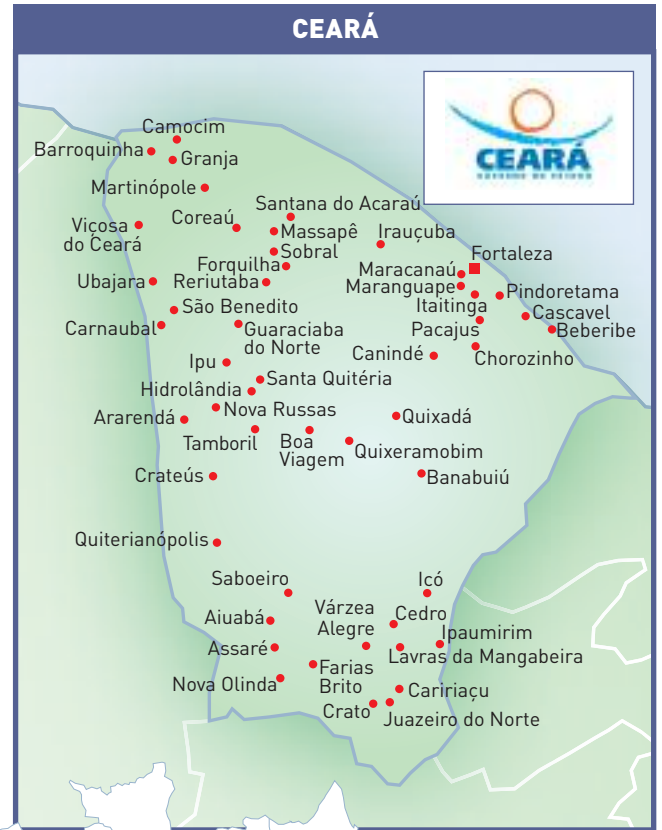 CEARÁ
CEARÁ
GOVERNO DO ESTADO
Camocim
Barroquinha
Granja
Martinópole
Santana do Acaraú
Coreaú
Viçosa
do Ceará
Massapê
Irauçuba
Sobral
Fortaleza
Forquilha
Maracanaú
Ubajara
Reriutaba
Maranguape
Pindoretama
São Benedito
Itaitinga
Cascavel
Carnaubal
Guaraciaba
do Norte
Pacajus
Beberibe
Ipu
Canindé
Chorozinho
Santa Quitéria
Hidrolândia
Nova Russas
Quixadá
Ararendá
Tamboril
Boa
Viagem
Quixeramobim
Crateús
Banabuiú
Quiterianópolis
Saboeiro
Icó
Várzea
Alegre
Cedro
Aiuabá
Ipaumirim
Assaré
Lavras da Mangabeira
Farias
Brito
Nova Olinda
Caririaçu
Crato
Juazeiro do Norte